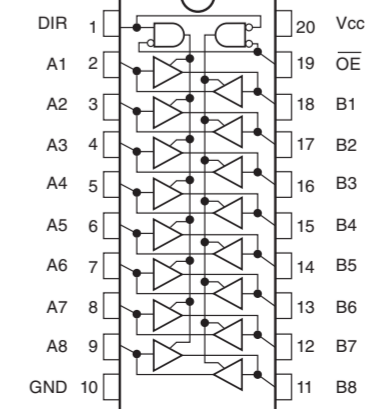 DIR 1 20 Vcc
A1 2 19 OE
A2 3 18 B1
A3 4 17 B2
A4 5 16 B3
A5 6 15 B4
A6 7 14 B5
A7 8 13 B6
A8 9 12 B7
GND 10 11 B8